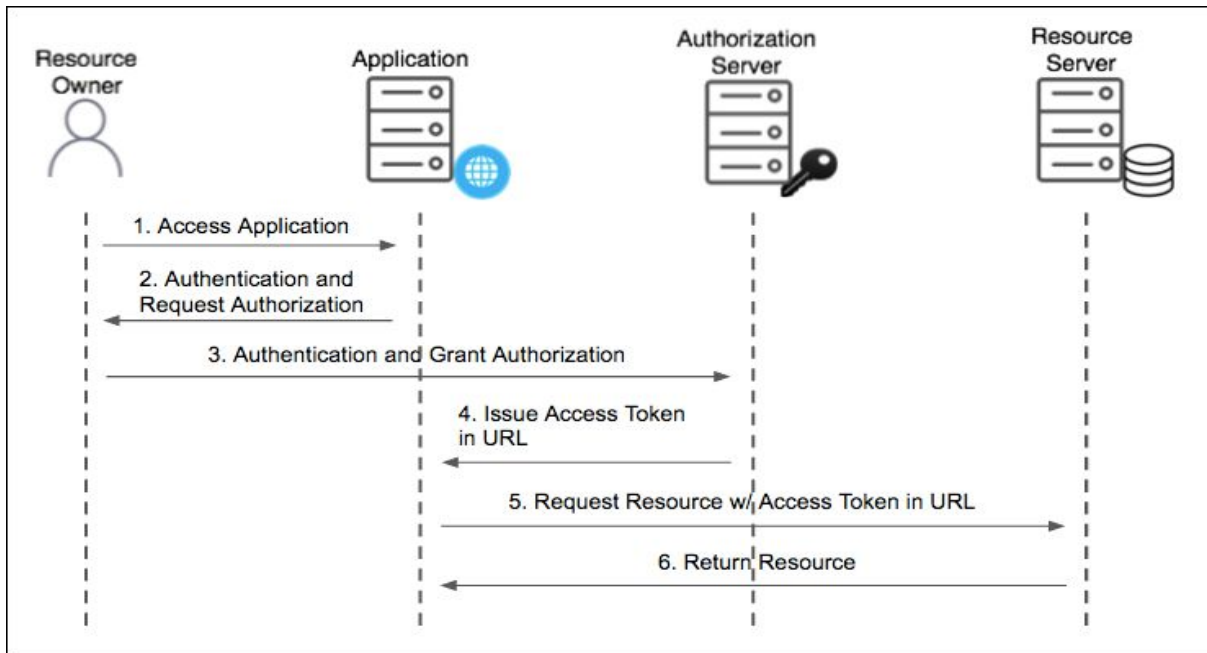 Resource
Owner
Application
Authorization
Server
Resource
Server
1. Access Application
2. Authentication and
Request Authorization
3. Authentication and Grant Authorization
4. Issue Access Token
in URL
5. Request Resource w/ Access Token in URL
6. Return Resource